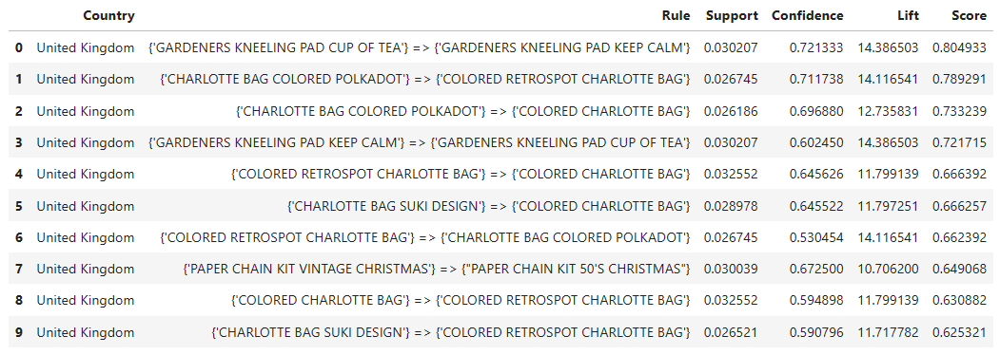 Country Rule Support Confidence Lift Score
0 United Kingdom {'GARDENERS KNEELING PAD CUP OF TEA'} => {'GARDENERS KNEELING PAD KEEP CALM'} 0.030207 0.721333 14.386503 0.804933
1 United Kingdom {'CHARLOTTE BAG COLORED POLKADOT'} => {'COLORED RETROSPOT CHARLOTTE BAG'} 0.026745 0.711738 14.116541 0.789291
2 United Kingdom {'CHARLOTTE BAG COLORED POLKADOT'} => {'COLORED CHARLOTTE BAG'} 0.026186 0.696880 12.735831 0.733239
3 United Kingdom {'GARDENERS KNEELING PAD KEEP CALM'} => {'GARDENERS KNEELING PAD CUP OF TEA'} 0.030207 0.602450 14.386503 0.721715
4 United Kingdom {'COLORED RETROSPOT CHARLOTTE BAG'} => {'COLORED CHARLOTTE BAG'} 0.032552 0.645626 11.799139 0.666392
5 United Kingdom {'CHARLOTTE BAG SUKI DESIGN'} => {'COLORED CHARLOTTE BAG'} 0.028978 0.645522 11.797251 0.666257
6 United Kingdom {'COLORED RETROSPOT CHARLOTTE BAG'} => {'CHARLOTTE BAG COLORED POLKADOT'} 0.026745 0.530454 14.116541 0.662392
7 United Kingdom {'PAPER CHAIN KIT VINTAGE CHRISTMAS'} => {"PAPER CHAIN KIT 50'S CHRISTMAS"} 0.030039 0.672500 10.706200 0.649068
8 United Kingdom {'COLORED CHARLOTTE BAG'} => {'COLORED RETROSPOT CHARLOTTE BAG'} 0.032552 0.594898 11.799139 0.630882
9 United Kingdom {'CHARLOTTE BAG SUKI DESIGN'} => {'COLORED RETROSPOT CHARLOTTE BAG'} 0.026521 0.590796 11.717782 0.625321